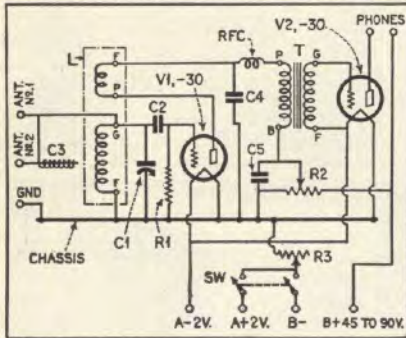 V2,-30
PHONES
RFC
L
F
P
T
G
V1,-30
P
ANT. Nº.1
G
C2
C4
ANT. Nº.2
C3
B
F
C5
R2
GND
F
CHASSIS
C1
R1
R3
SW
A-2V.
A+2V.
B-
B+45 TO 90V.